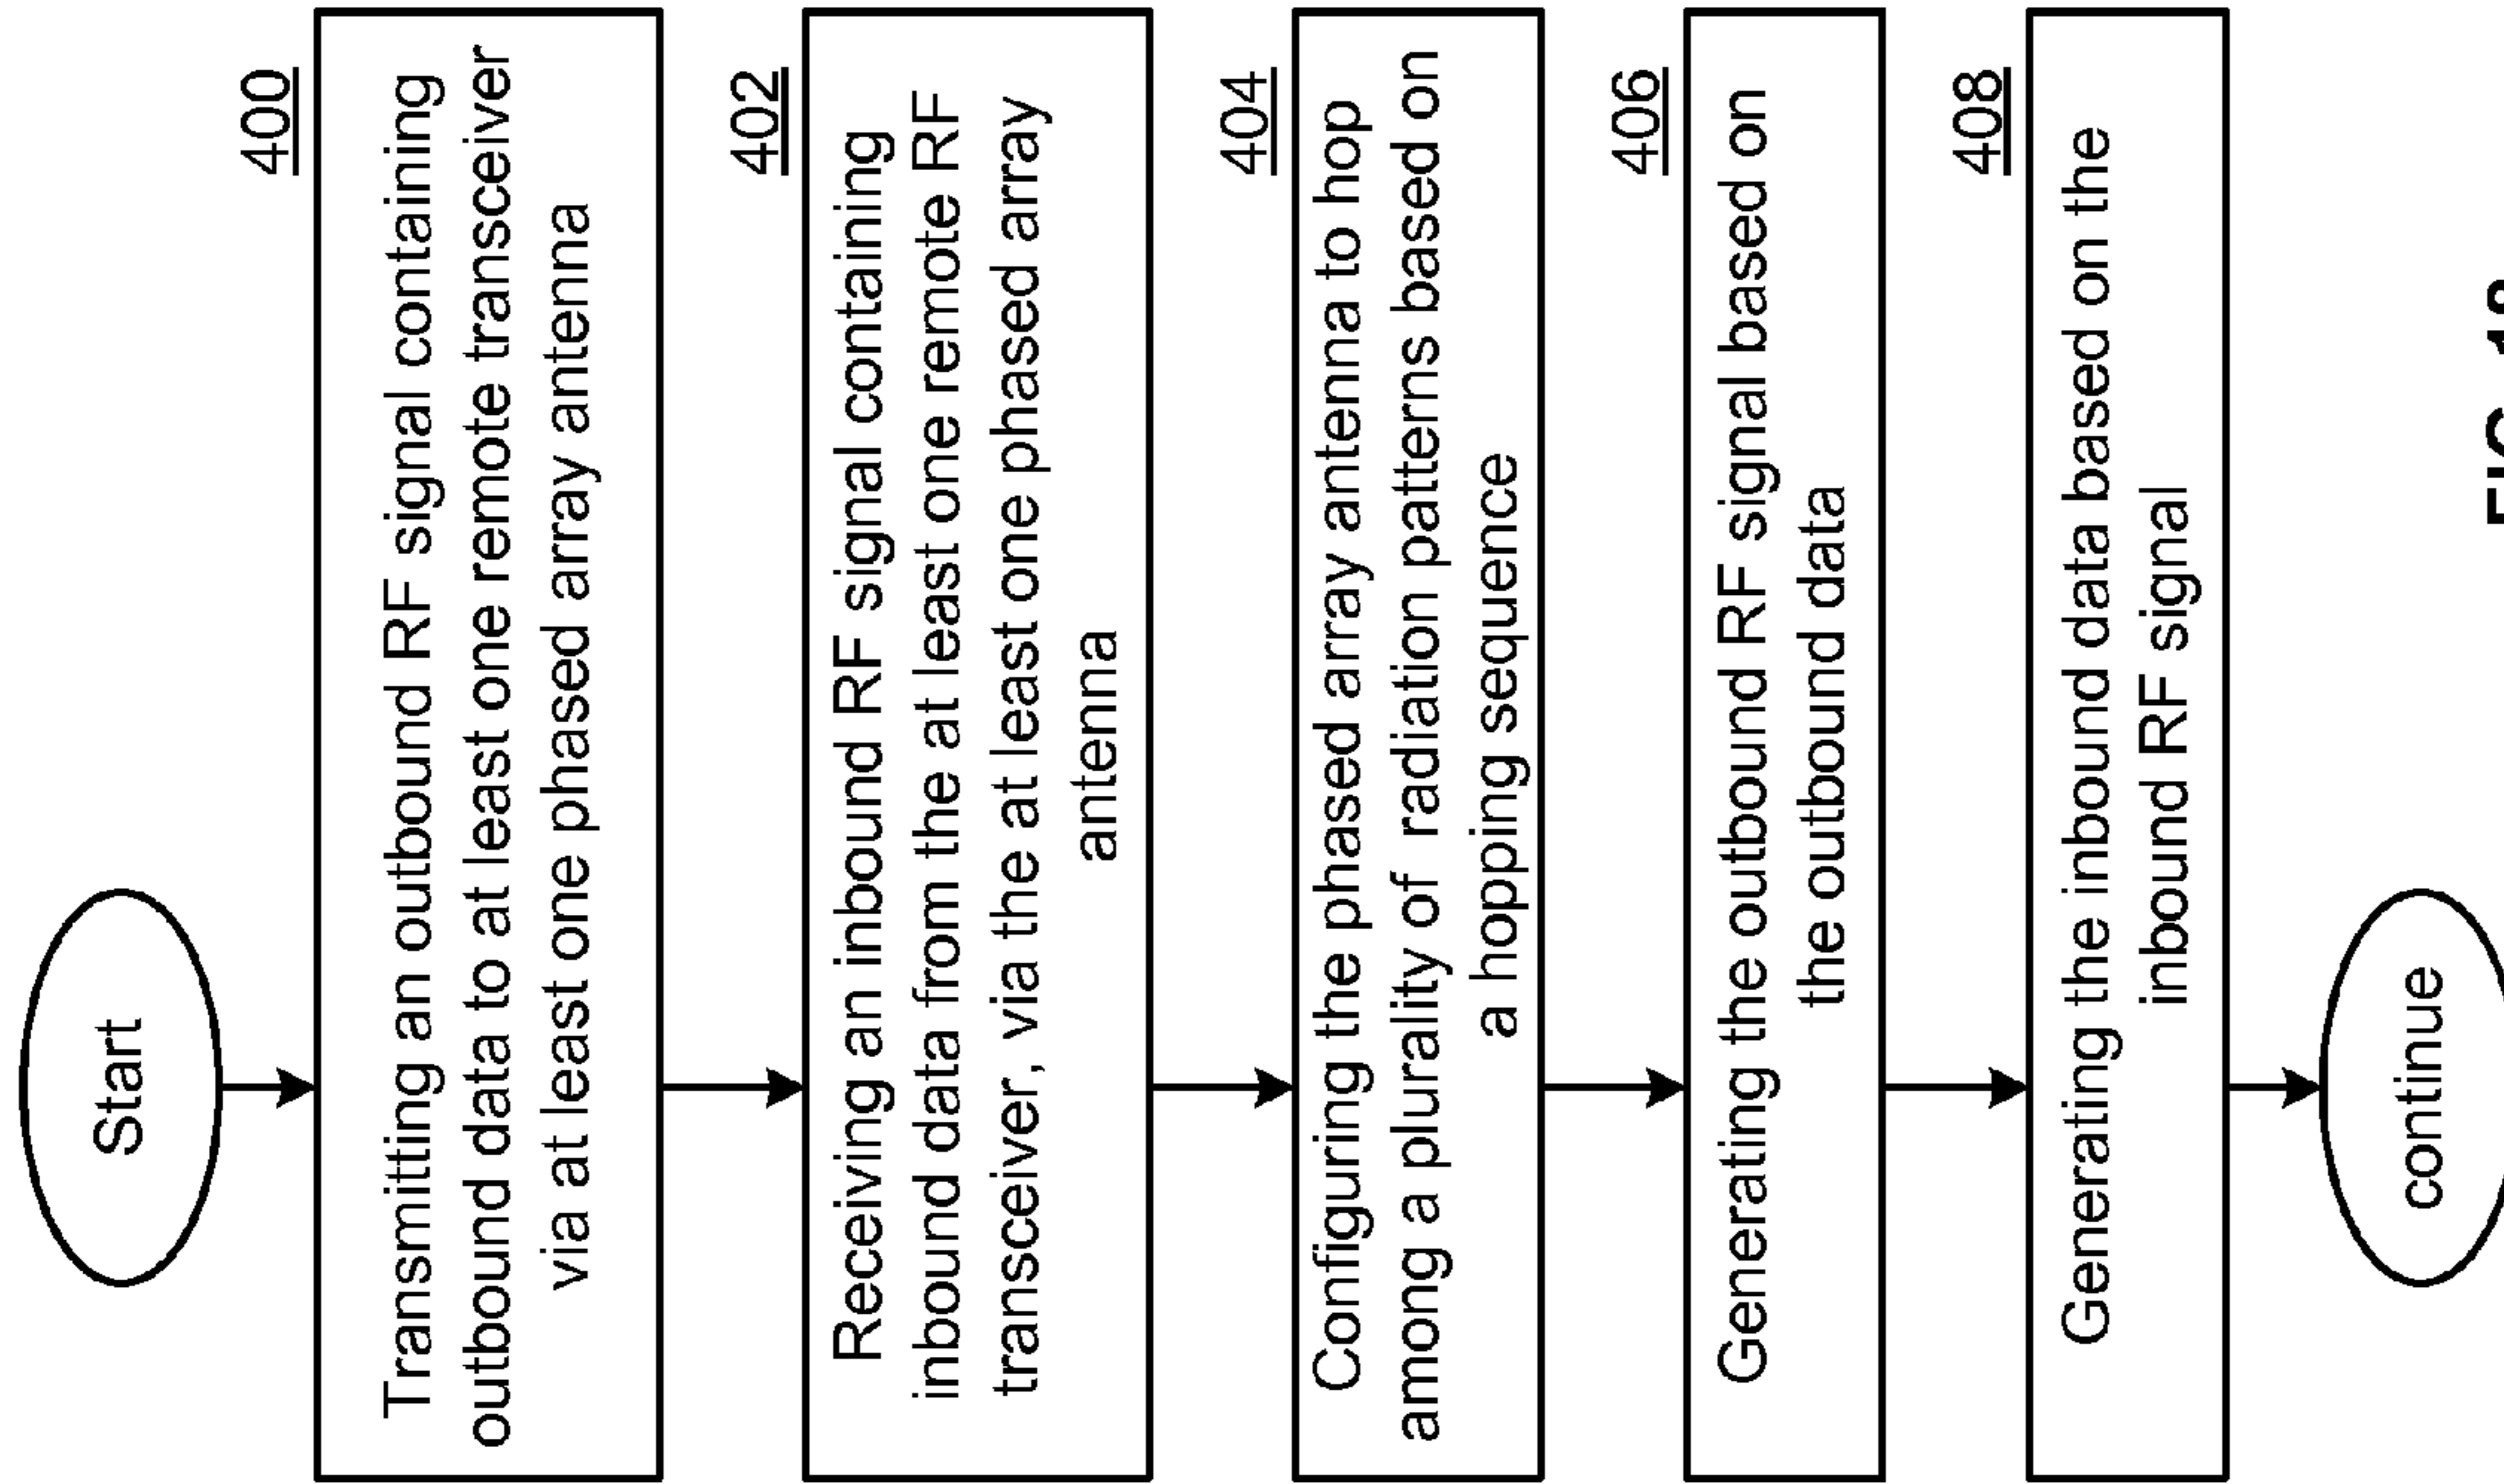 Start
400
Transmitting an outbound RF signal containing
outbound data to at least one remote transceiver
via at least one phased array antenna
402
Receiving an inbound RF signal containing
inbound data from the at least one remote RF
transceiver, via the at least one phased array
antenna
404
Configuring the phased array antenna to hop
among a plurality of radiation patterns based on
a hopping sequence
406
Generating the outbound RF signal based on
the outbound data
408
Generating the inbound data based on the
inbound RF signal
continue